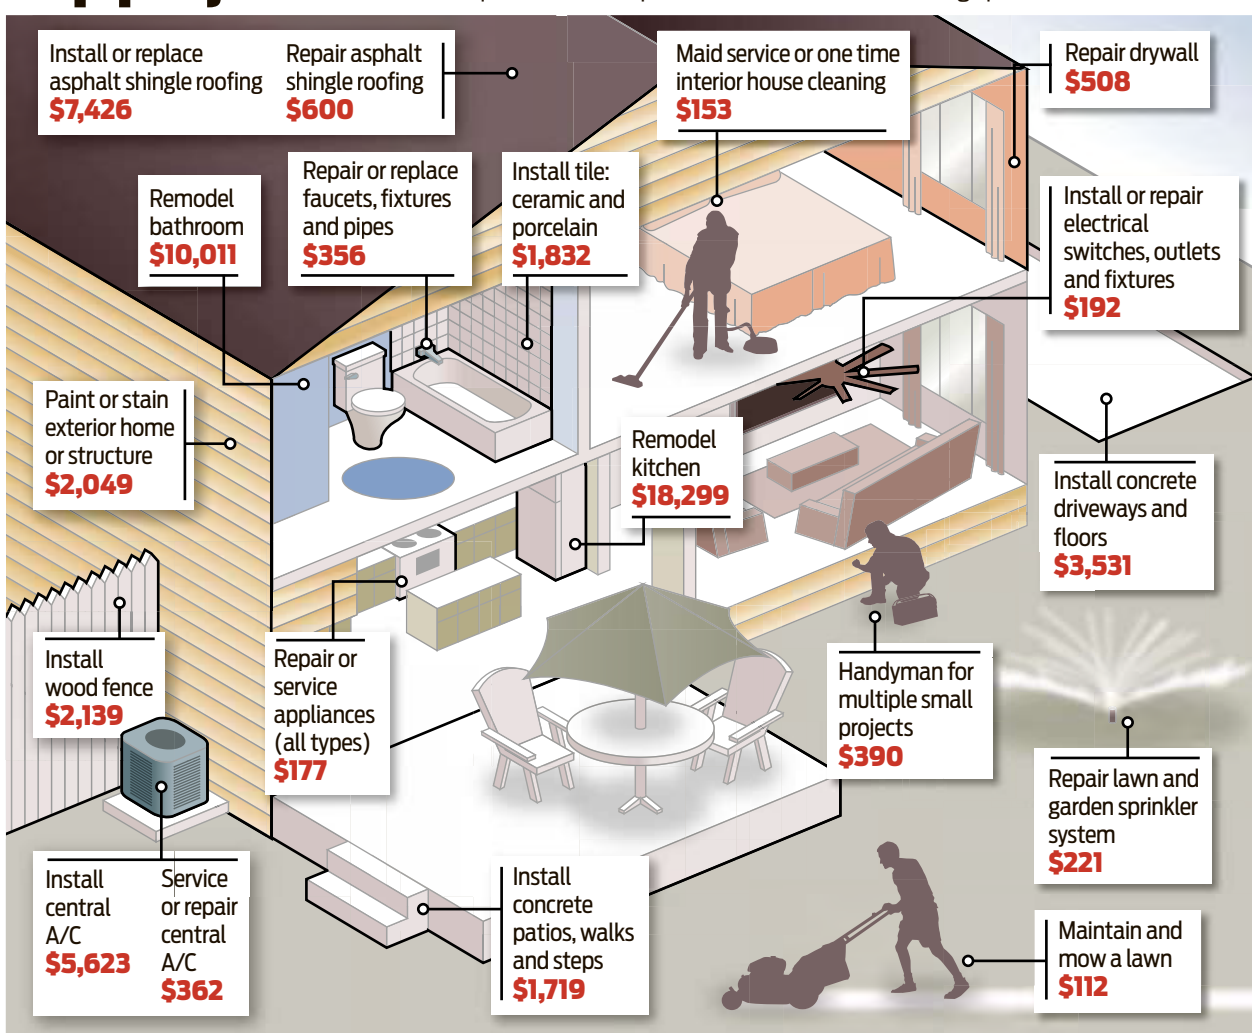 Install or replace
asphalt shingle roofing
$7,426
Repair asphalt
shingle roofing
$600
Maid service or one time
interior house cleaning
$153
Repair drywall
$508
Remodel
bathroom
$10,011
Repair or replace
faucets, fixtures
and pipes
$356
Install tile:
ceramic and
porcelain
$1,832
Install or repair
electrical
switches, outlets
and fixtures
$192
Paint or stain
exterior home
or structure
$2,049
Remodel
kitchen
$18,299
Install concrete
driveways and
floors
$3,531
Install
wood fence
$2,139
Repair or
service
appliances
(all types)
$177
Handyman for
multiple small
projects
$390
Repair lawn and
garden sprinkler
system
$221
Install
central
A/C
$5,623
Service
or repair
central
A/C
$362
Install
concrete
patios, walks
and steps
$1,719
Maintain and
mow a lawn
$112